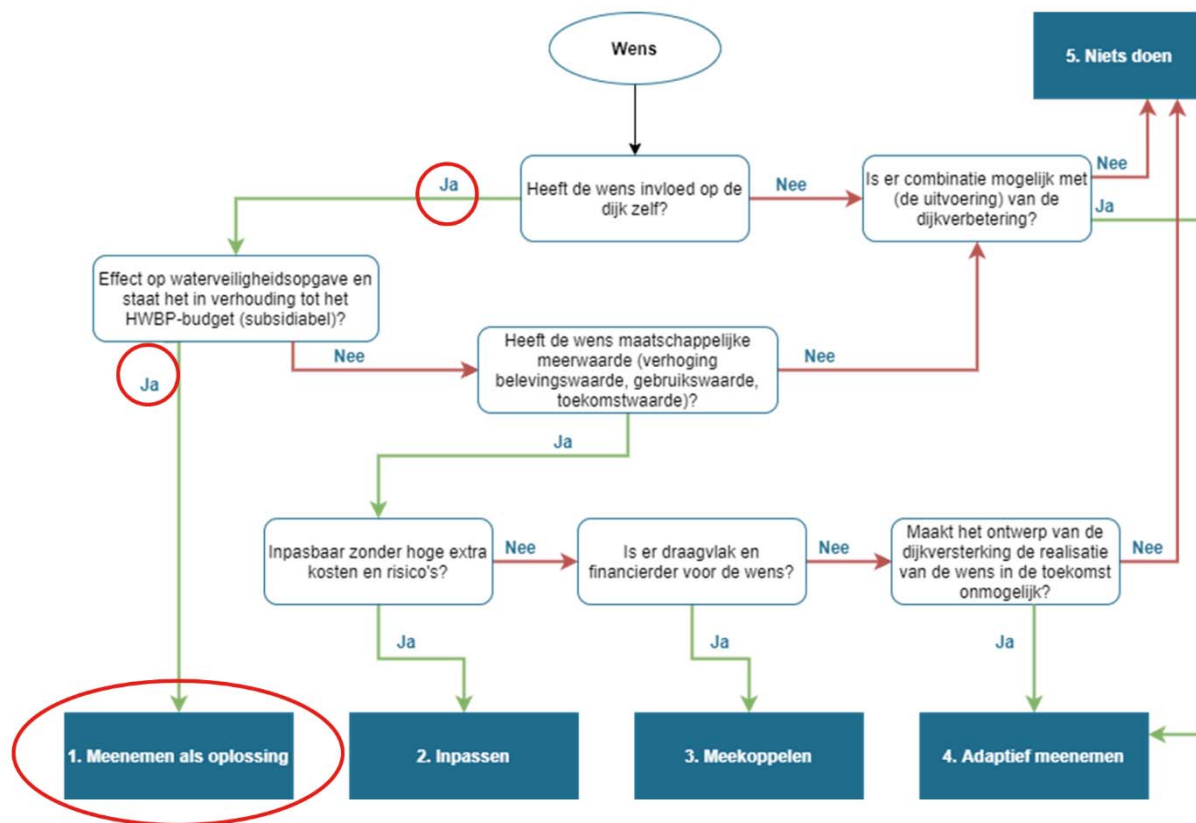 Wens
5. Niets doen
Ja
Heeft de wens invloed op de
dijk zelf?
Nee
Is er combinatie mogelijk met
(de uitvoering) van de
dijkverbetering?
Nee
Ja
Effect op waterveiligheidsopgave en
staat het in verhouding tot het
HWBP-budget (subsidiabel)?
Ja
Nee
Heeft de wens maatschappelijke
meerwaarde (verhoging
belevingswaarde, gebruikswaarde,
toekomstwaarde)?
Nee
Ja
Inpasbaar zonder hoge extra
kosten en risico's?
Nee
Is er draagvlak en
financierder voor de wens?
Nee
Maakt het ontwerp van de
dijkversterking de realisatie
van de wens in de toekomst
onmogelijk?
Nee
Ja
Ja
Ja
1. Meenemen als oplossing
2. Inpassen
3. Meekoppelen
4. Adaptief meenemen